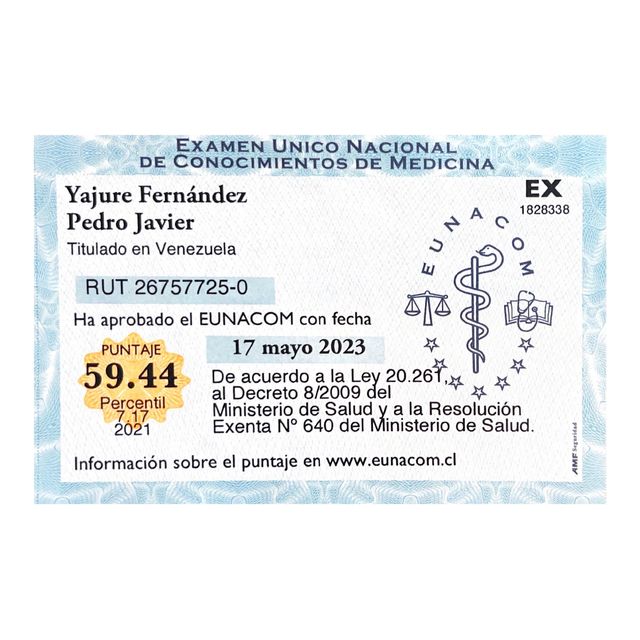 EXAMEN UNICO NACIONAL
DE CONOCIMIENTOS DE MEDICINA
Yajure Fernández
Pedro Javier
Titulado en Venezuela
EX
1828338
EUNACOM
RUT 26757725-0
Ha aprobado el EUNACOM con fecha
17 mayo 2023
PUNTAJE
59.44
Percentil
7.17
2021
De acuerdo a la Ley 20.261,
al Decreto 8/2009 del
Ministerio de Salud y a la Resolución
Exenta N° 640 del Ministerio de Salud.
Información sobre el puntaje en www.eunacom.cl
AMF Seguridad